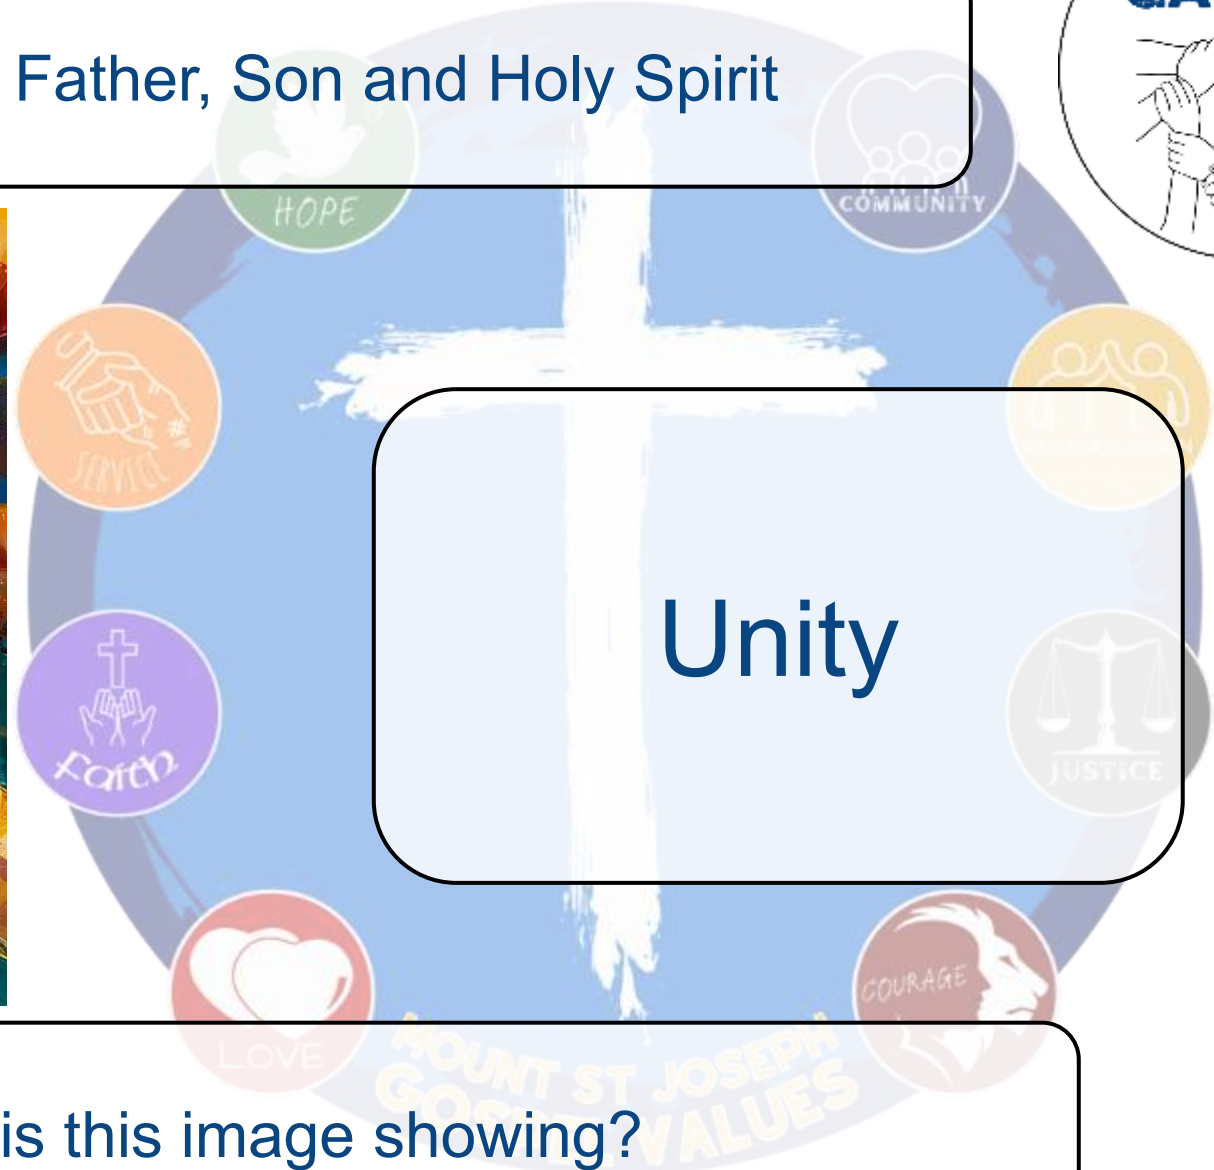 Father, Son and Holy Spirit
HOPE
COMMUNITY
SERVICE
Unity
Faith
JUSTICE
COURAGE
LOVE
MOUNT ST JOSEPH
GOSPEL VALUES
is this image showing?